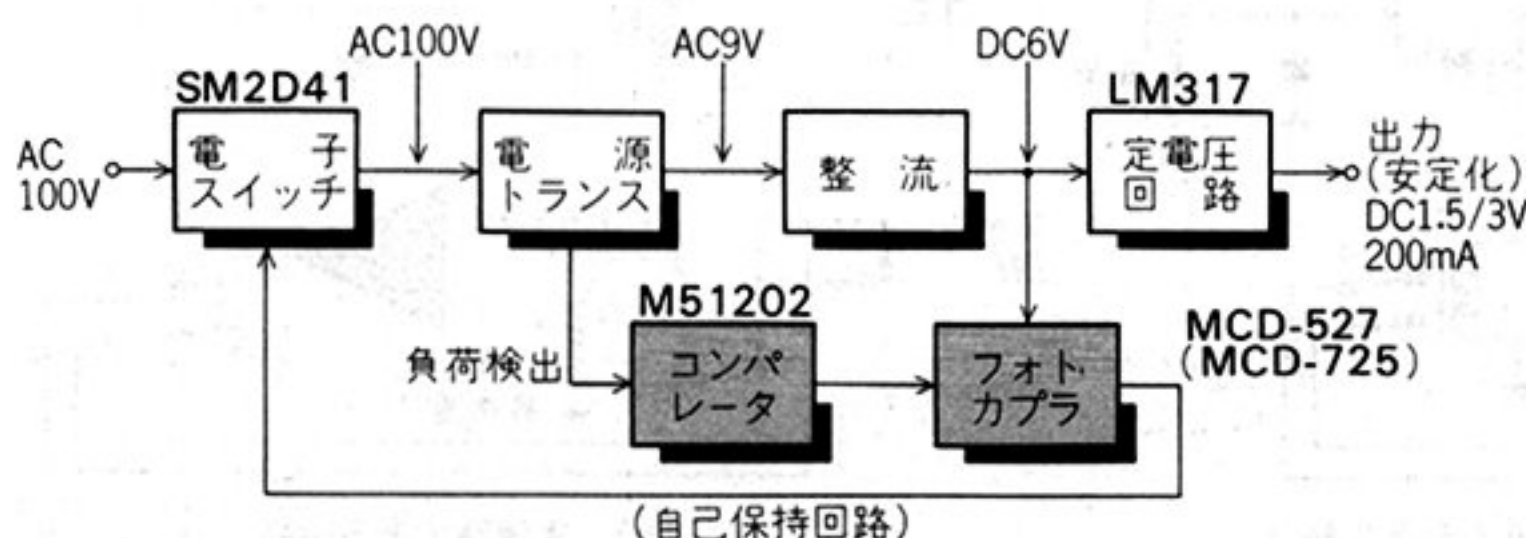 AC100V
AC9V
DC6V
SM2D41
LM317
AC
100V
電子
スイッチ
電源
トランス
整流
定電圧
回路
出力
(安定化)
DC1.5/3V
200mA
M51202
負荷検出
コンパ
レータ
フォト
カプラ
MCD-527
(MCD-725)
(自己保持回路)